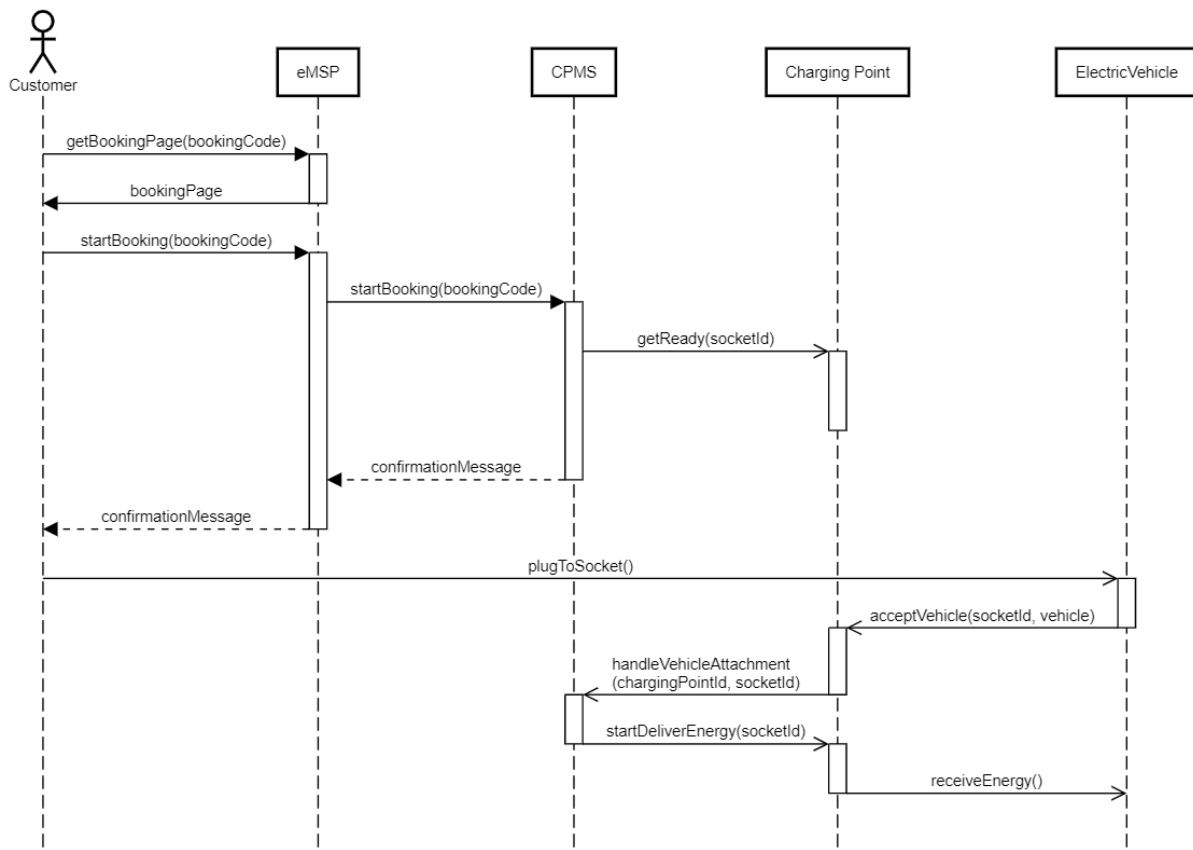 Customer
eMSP
CPMS
Charging Point
ElectricVehicle
getBookingPage(bookingCode)
bookingPage
startBooking(bookingCode)
startBooking(bookingCode)
getReady(socketId)
confirmationMessage
confirmationMessage
plugToSocket()
acceptVehicle(socketId, vehicle)
handleVehicleAttachment
(chargingPointId, socketId)
startDeliverEnergy(socketId)
receiveEnergy()